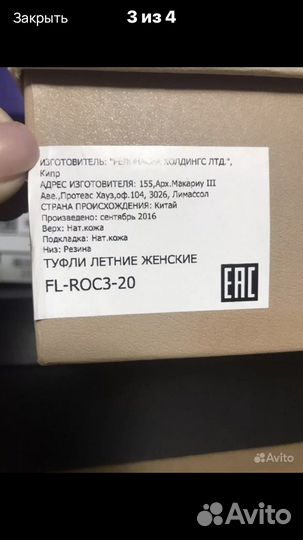 Закрыть
3 из 4
ИЗГОТОВИТЕЛЬ: ХОЛДИНГС ЛТД.",
Кипр
АДРЕС ИЗГОТОВИТЕЛЯ: 155,Арх.Макариу III
Аве.,Протеас Хауз,оф.104, 3026, Лимассол
СТРАНА ПРОИСХОЖДЕНИЯ: Китай
Произведено: сентябрь 2016
Верх: Нат.кожа
Подкладка: Нат.кожа
Низ: Резина
ТУФЛИ ЛЕТНИЕ ЖЕНСКИЕ
FL-ROC3-20
EAC
Avito
Avito